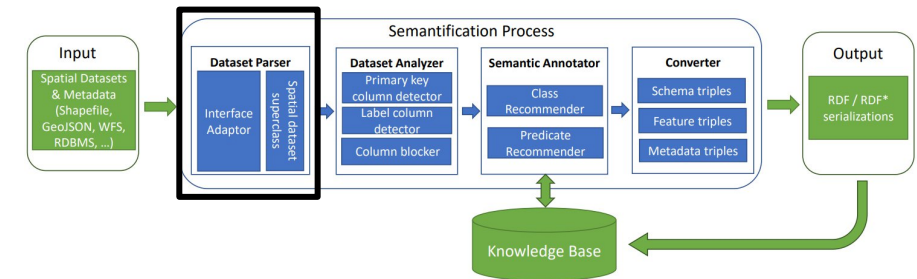 Semantification Process
Input
Spatial Datasets
& Metadata
(Shapefile,
GeoJSON, WFS,
RDBMS, ...)
Dataset Parser
Interface
Adaptor
Spatial dataset
superclass
Dataset Analyzer
Primary key
column detector
Label column
detector
Column blocker
Semantic Annotator
Class
Recommender
Predicate
Recommender
Converter
Schema triples
Feature triples
Metadata triples
Output
RDF / RDF*
serializations
Knowledge Base